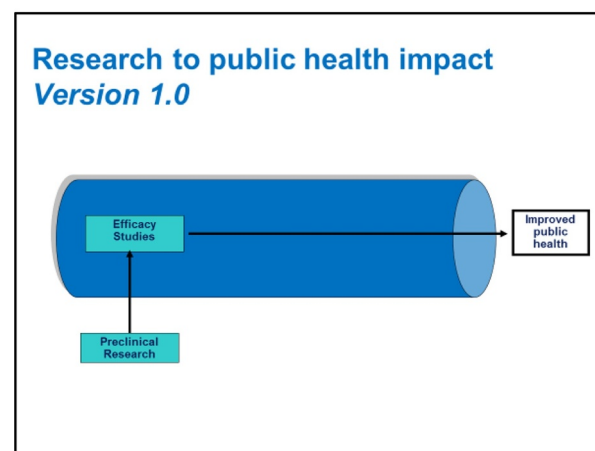 Research to public health impact
Version 1.0
Efficacy
Studies
Improved
public
health
Preclinical
Research